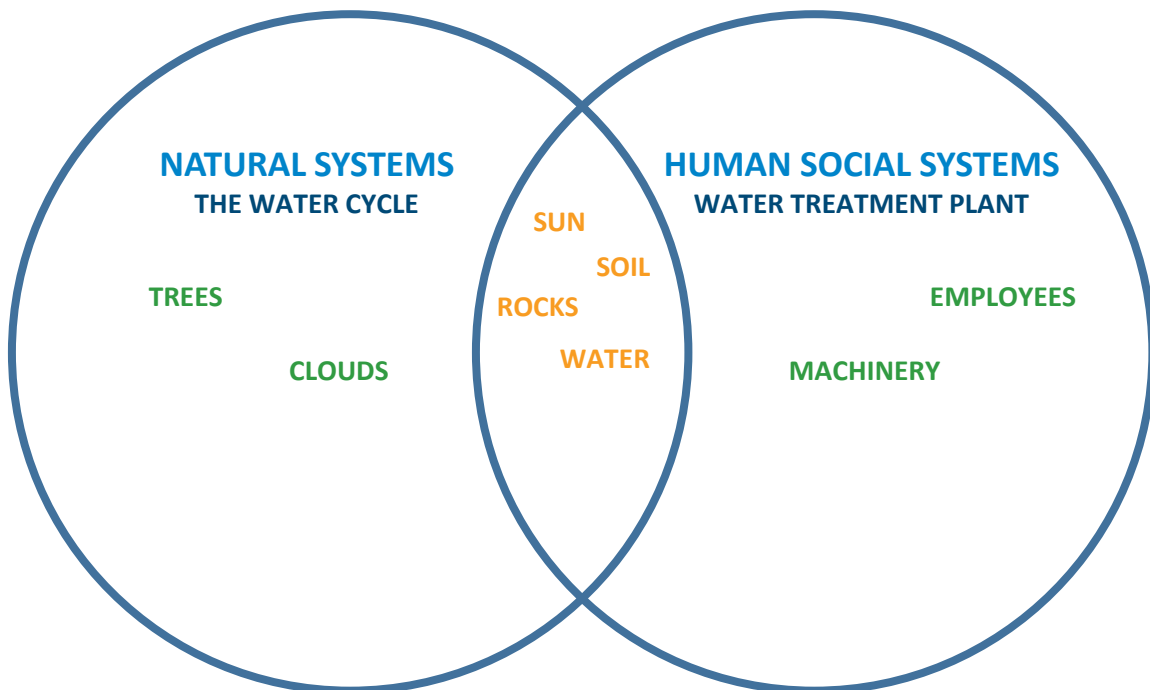 NATURAL SYSTEMS
THE WATER CYCLE
TREES
CLOUDS
SUN
SOIL
ROCKS
WATER
HUMAN SOCIAL SYSTEMS
WATER TREATMENT PLANT
EMPLOYEES
MACHINERY